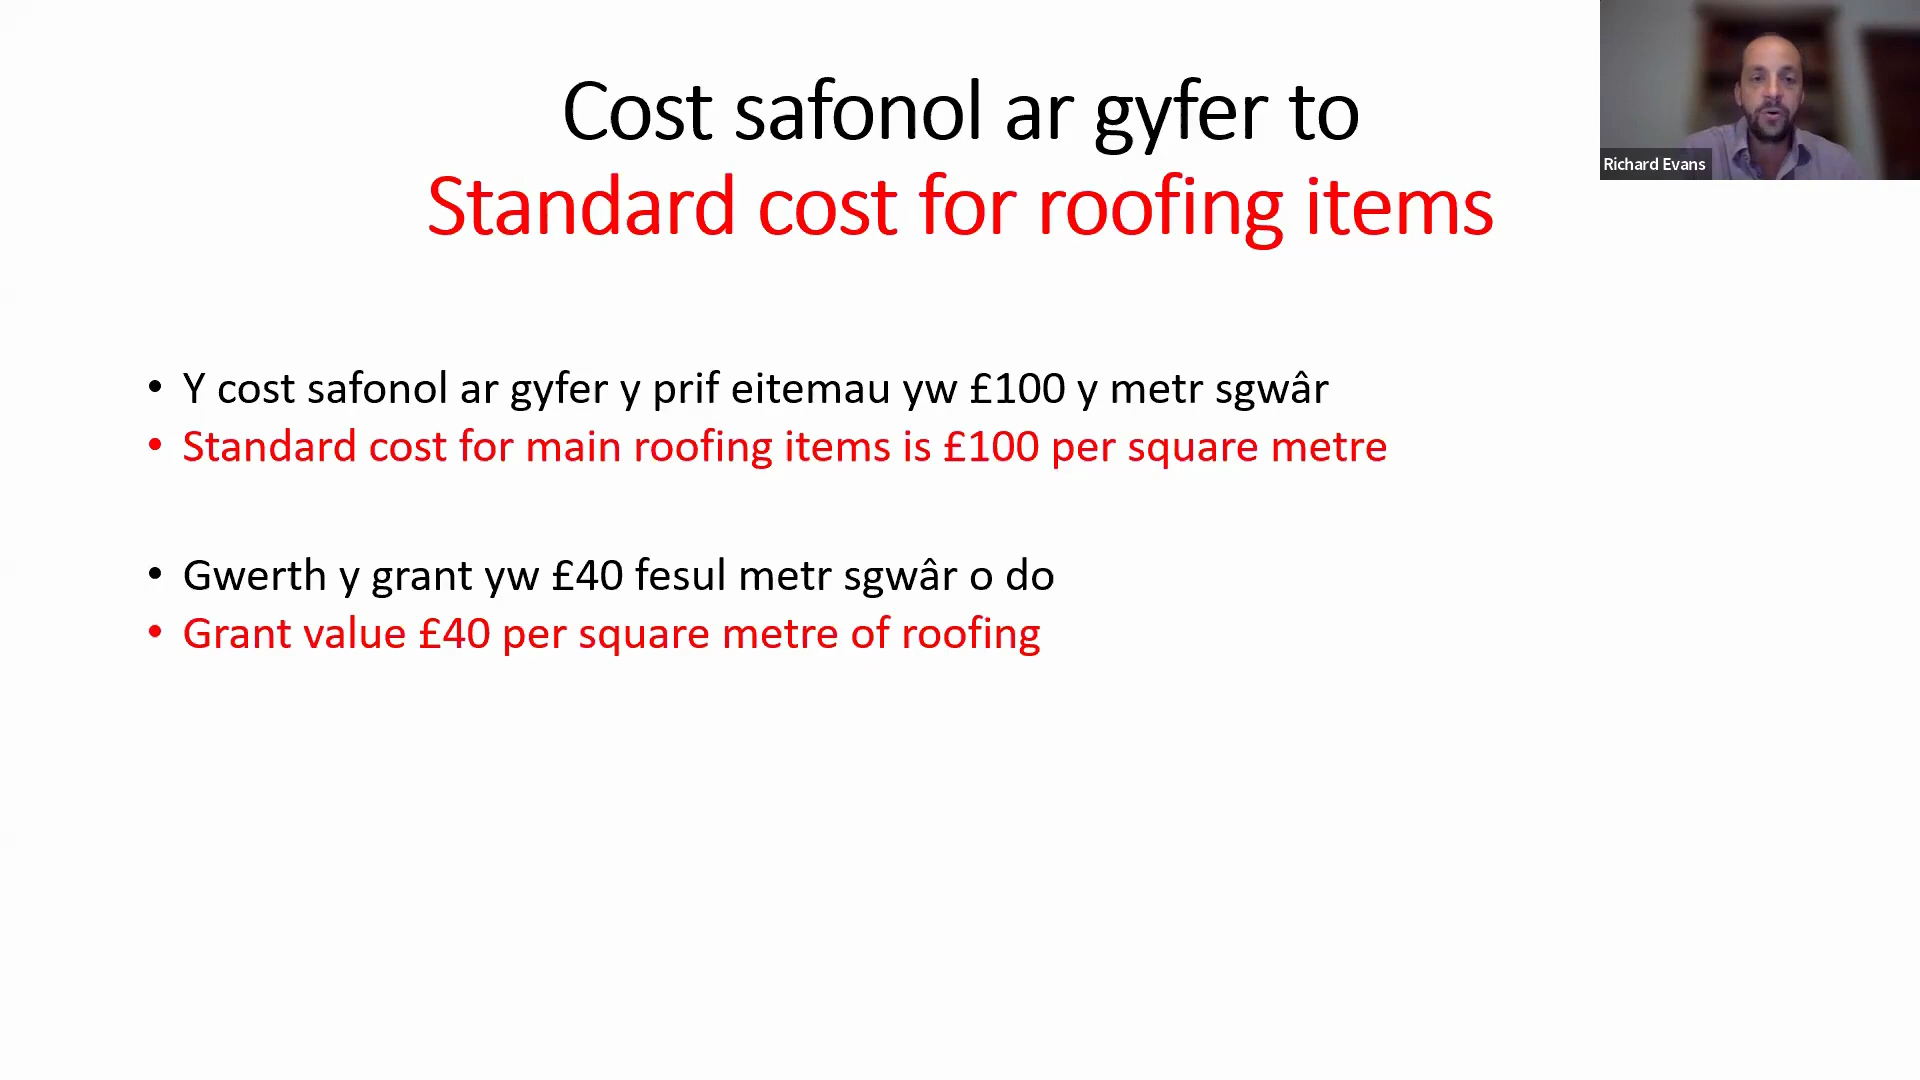 Cost safonol ar gyfer to
Standard cost for roofing items
Richard Evans
• Y cost safonol ar gyfer y prif eitemau yw £100 y metr sgwâr
• Standard cost for main roofing items is £100 per square metre
• Gwerth y grant yw £40 fesul metr sgwâr o do
• Grant value £40 per square metre of roofing